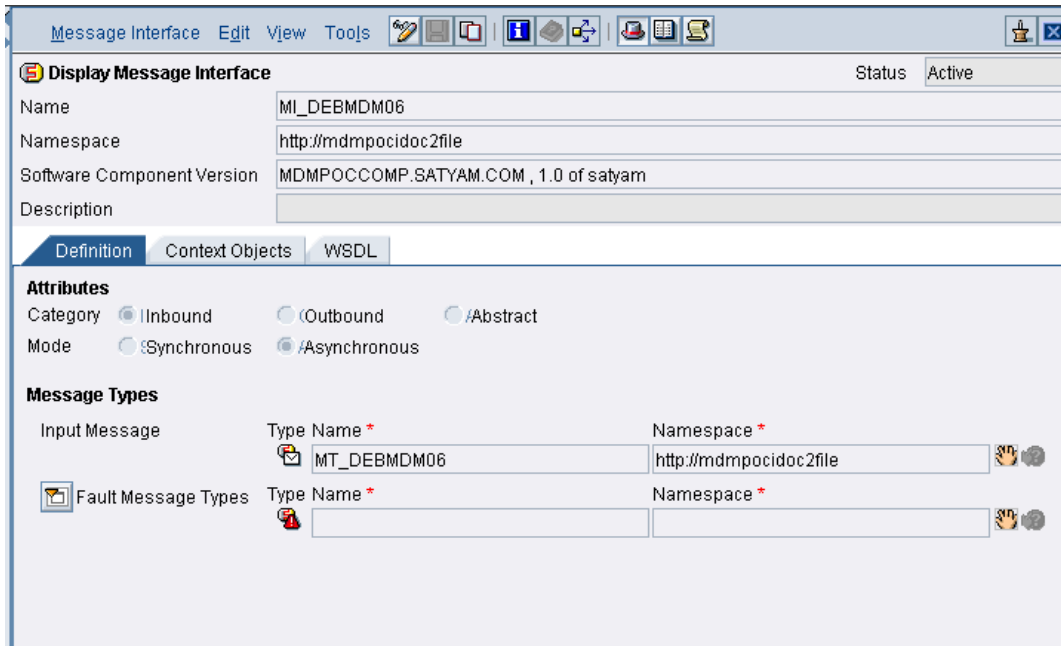 Message Interface Edit View Tools
Display Message Interface Status Active
Name MI_DEBMDM06
Namespace http://mdmpocidoc2file
Software Component Version MDMPOCCOMP.SATYAM.COM , 1.0 of satyam
Description
Definition Context Objects WSDL
Attributes
Category Inbound Outbound Abstract
Mode Synchronous Asynchronous
Message Types
Input Message Type Name * Namespace *
MT_DEBMDM06 http://mdmpocidoc2file
Fault Message Types Type Name * Namespace *